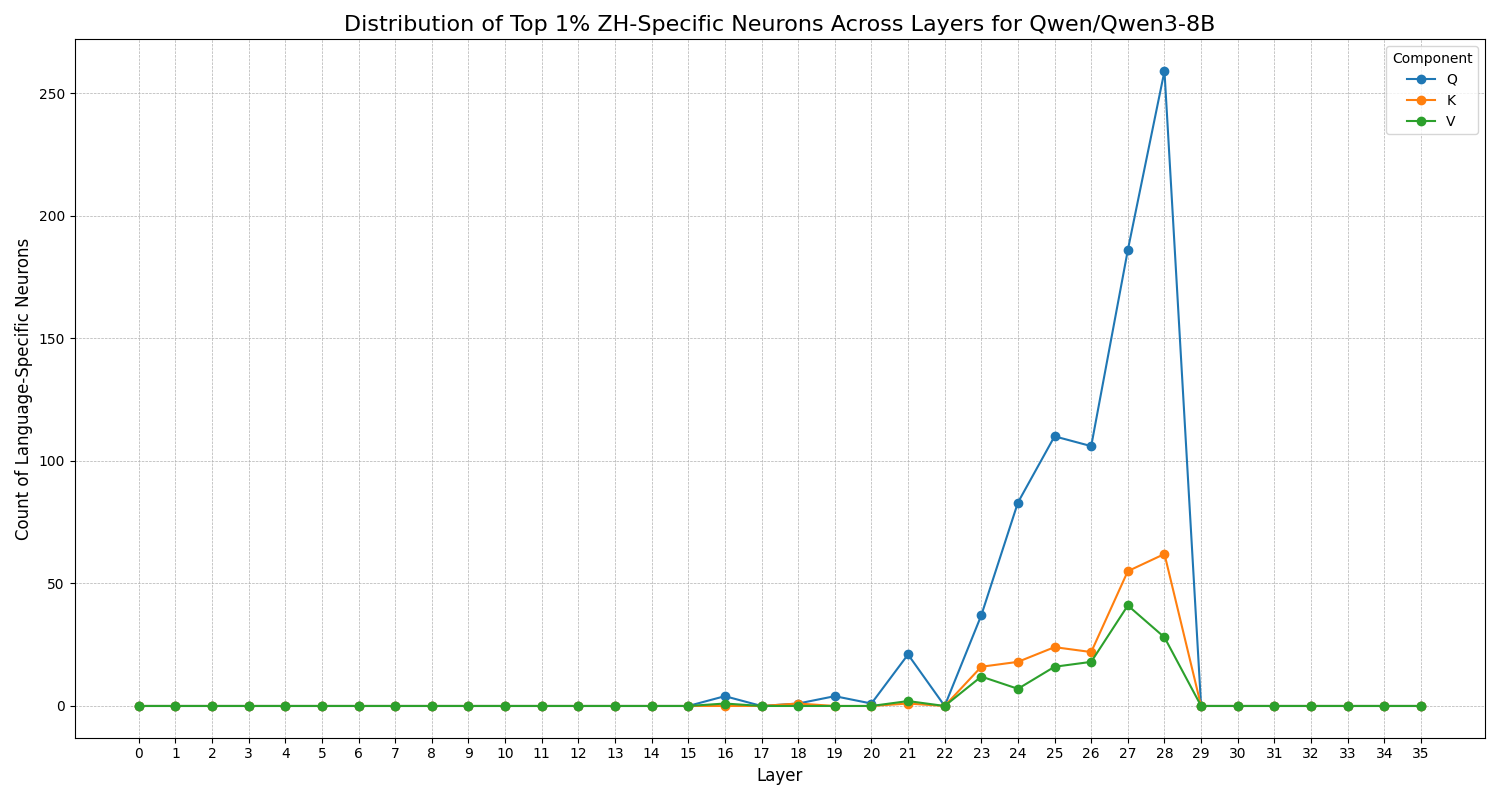 Distribution of Top 1% ZH-Specific Neurons Across Layers for Qwen/Qwen3-8B
Component
Q
K
V
Count of Language-Specific Neurons
250
200
150
100
50
0
0 1 2 3 4 5 6 7 8 9 10 11 12 13 14 15 16 17 18 19 20 21 22 23 24 25 26 27 28 29 30 31 32 33 34 35
Layer